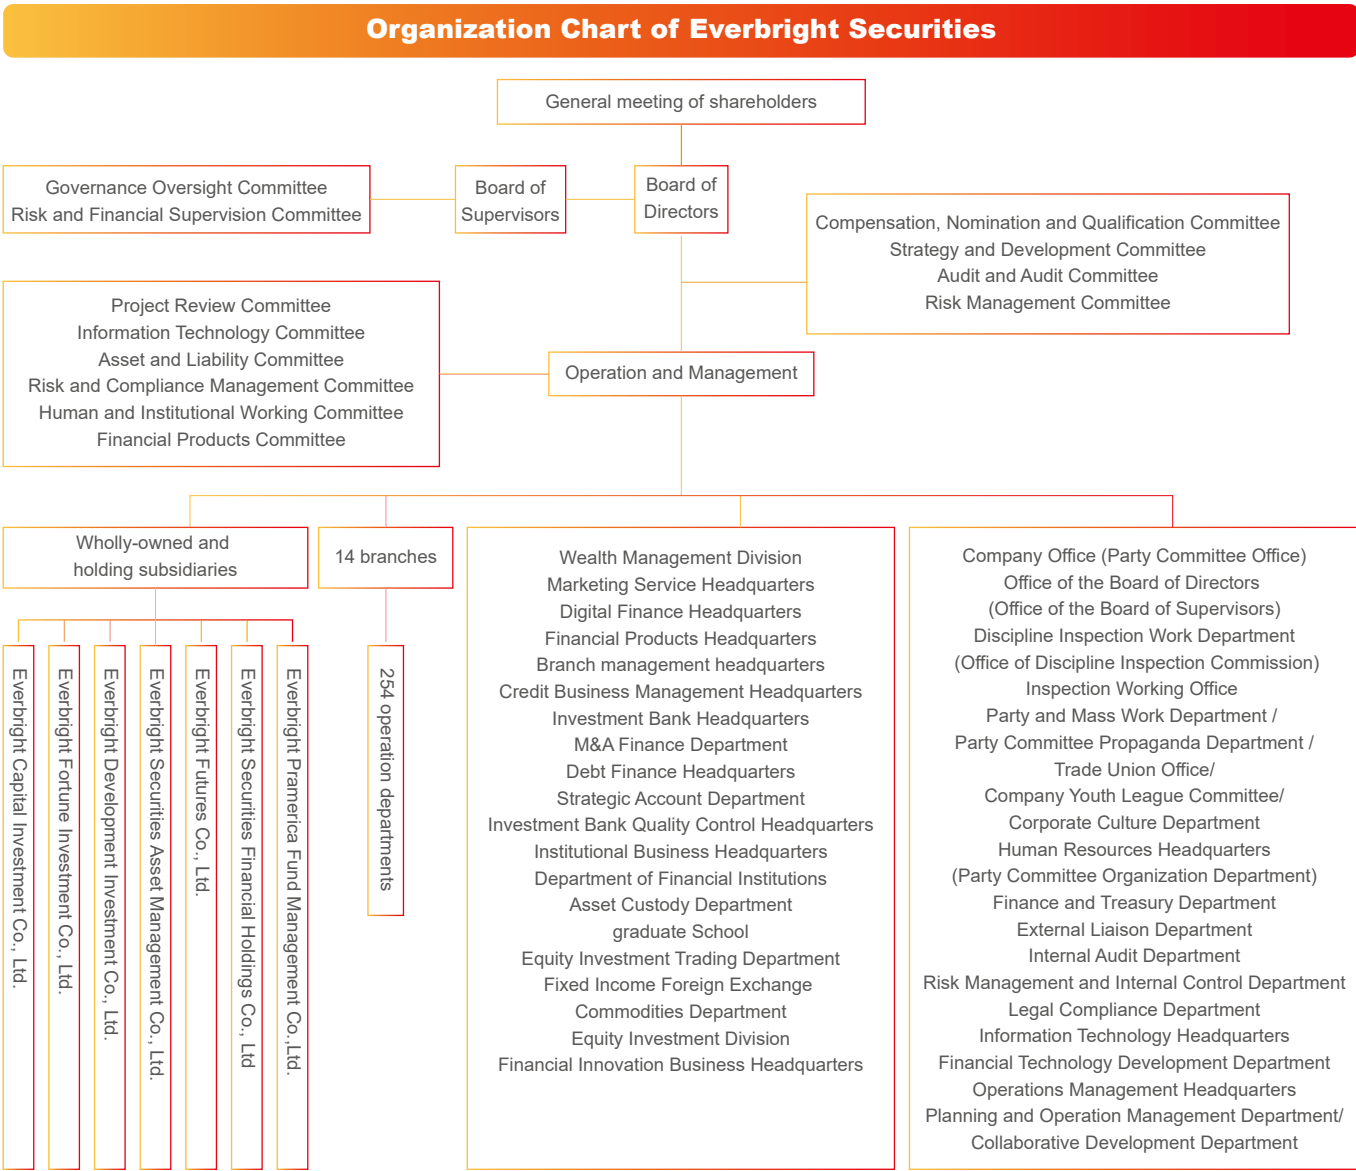 Organization Chart of Everbright Securities
General meeting of shareholders
Governance Oversight Committee
Risk and Financial Supervision Committee
Board of
Supervisors
Board of
Directors
Compensation, Nomination and Qualification Committee
Strategy and Development Committee
Audit and Audit Committee
Risk Management Committee
Project Review Committee
Information Technology Committee
Asset and Liability Committee
Risk and Compliance Management Committee
Human and Institutional Working Committee
Financial Products Committee
Operation and Management
Wholly-owned and
holding subsidiaries
Everbright Capital Investment Co., Ltd.
Everbright Fortune Investment Co., Ltd.
Everbright Development Investment Co., Ltd.
Everbright Securities Asset Management Co., Ltd.
Everbright Futures Co., Ltd.
Everbright Securities Financial Holdings Co., Ltd
Everbright Pramerica Fund Management Co.,Ltd.
14 branches
254 operation departments
Wealth Management Division
Marketing Service Headquarters
Digital Finance Headquarters
Financial Products Headquarters
Branch management headquarters
Credit Business Management Headquarters
Investment Bank Headquarters
M&A Finance Department
Debt Finance Headquarters
Strategic Account Department
Investment Bank Quality Control Headquarters
Institutional Business Headquarters
Department of Financial Institutions
Asset Custody Department
graduate School
Equity Investment Trading Department
Fixed Income Foreign Exchange
Commodities Department
Equity Investment Division
Financial Innovation Business Headquarters
Company Office (Party Committee Office)
Office of the Board of Directors
(Office of the Board of Supervisors)
Discipline Inspection Work Department
(Office of Discipline Inspection Commission)
Inspection Working Office
Party and Mass Work Department /
Party Committee Propaganda Department /
Trade Union Office/
Company Youth League Committee/
Corporate Culture Department
Human Resources Headquarters
(Party Committee Organization Department)
Finance and Treasury Department
External Liaison Department
Internal Audit Department
Risk Management and Internal Control Department
Legal Compliance Department
Information Technology Headquarters
Financial Technology Development Department
Operations Management Headquarters
Planning and Operation Management Department/
Collaborative Development Department